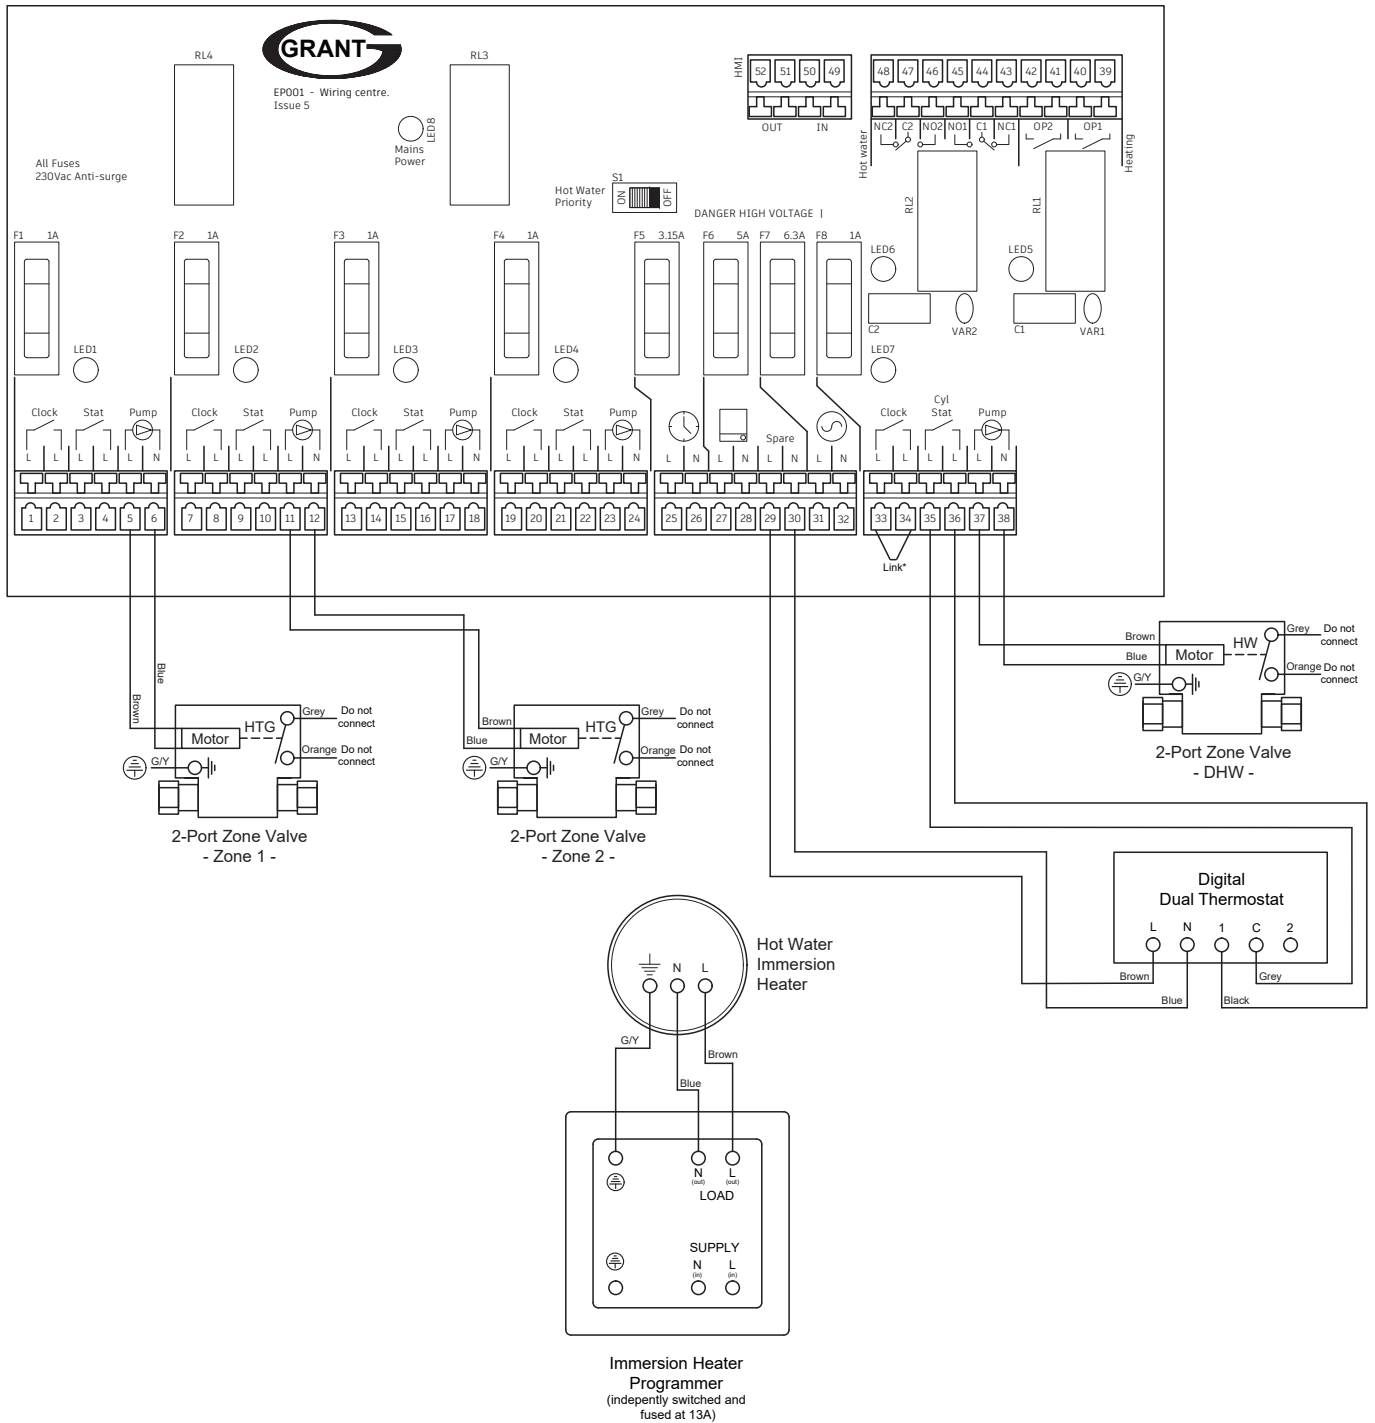 GRANT
EP001 - Wiring centre.
Issue 5
RL4
RL3
LED8
Mains
Power
All Fuses
230Vac Anti-surge
HMI
52 51 50 49
OUT IN
48 47 46 45 44 43 42 41 40 39
NC2 C2 NO2 NO1 C1 NC1 OP2 OP1
Hot water
Heating
S1
Hot Water
Priority
ON
OFF
DANGER HIGH VOLTAGE |
RL2
RL1
F1 1A
F2 1A
F3 1A
F4 1A
F5 3.15A
F6 5A
F7 6.3A
F8 1A
LED6
LED5
C2
VAR2
C1
VAR1
LED1
LED2
LED3
LED4
LED7
Clock Stat Pump
Clock Stat Pump
Clock Stat Pump
Clock Stat Pump
Spare
Clock
Cyl
Stat
Pump
L L L L L N
L L L L L N
L L L L L N
L L L L L N
L N L N L N L N
L L L L L N
1 2 3 4 5 6
7 8 9 10 11 12
13 14 15 16 17 18
19 20 21 22 23 24
25 26 27 28 29 30 31 32
33 34 35 36 37 38
Link*
Brown
Blue
G/Y
Motor
HTG
Grey
Do not
connect
Orange
Do not
connect
2-Port Zone Valve
- Zone 1 -
Brown
Blue
G/Y
Motor
HTG
Grey
Do not
connect
Orange
Do not
connect
2-Port Zone Valve
- Zone 2 -
Brown
Blue
G/Y
Motor
HW
Grey
Do not
connect
Orange
Do not
connect
2-Port Zone Valve
- DHW -
Digital
Dual Thermostat
L N 1 C 2
Brown
Blue
Black
Grey
Hot Water
Immersion
Heater
N L
G/Y
Blue
Brown
N L
(out) (out)
LOAD
SUPPLY
N L
(in) (in)
Immersion Heater
Programmer
(indepently switched and
fused at 13A)